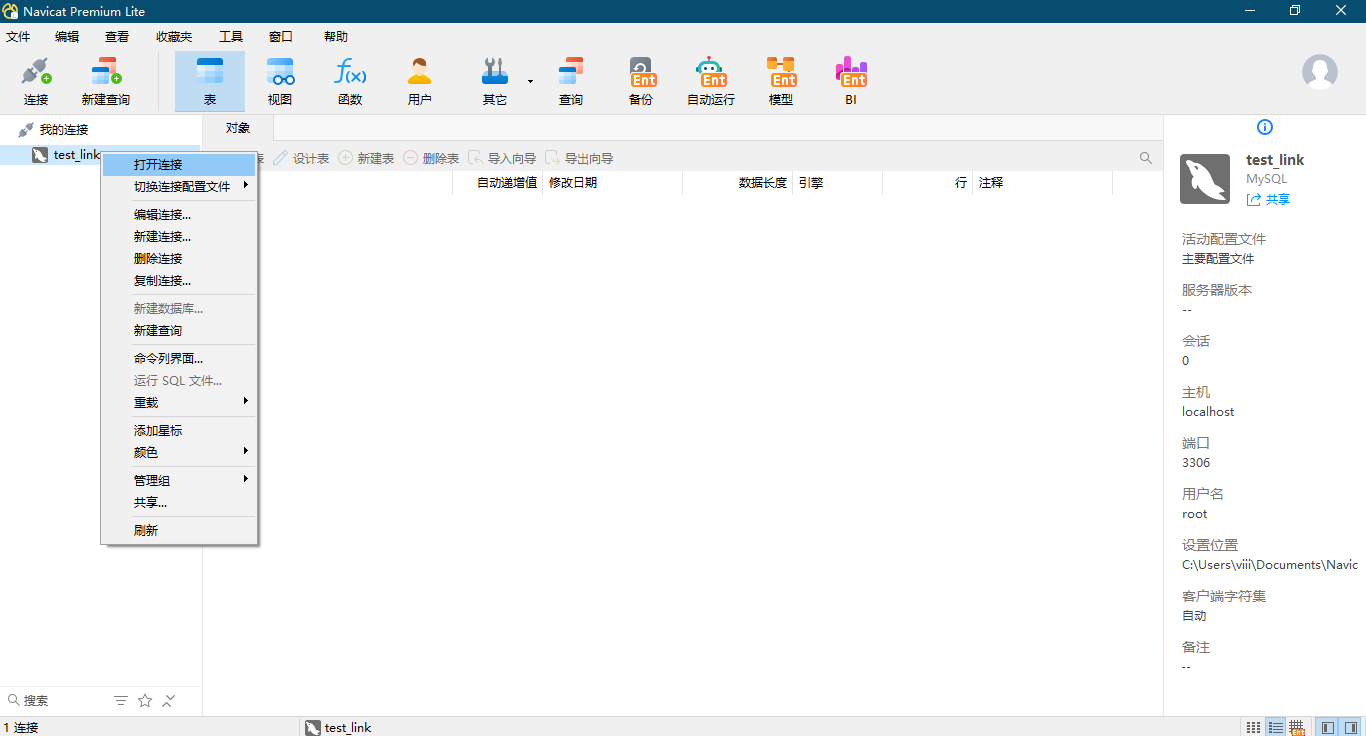 Navicat Premium Lite
文件 编辑 查看 收藏夹 工具 窗口 帮助
连接 新建查询 表 视图 函数 用户 其它 查询 备份 自动运行 模型 BI
f(x)
Ent Ent Ent Ent
我的连接
对象
test_link
表 设计表 新建表 删除表 导入向导 导出向导
自动递增值 修改日期 数据长度 引擎 行 注释
打开连接
切换连接配置文件
编辑连接...
新建连接...
删除连接
复制连接...
新建数据库...
新建查询
命令列界面...
运行 SQL 文件...
重载
添加星标
颜色
管理组
共享...
刷新
test_link
MySQL
共享
活动配置文件
主要配置文件
服务器版本
--
会话
0
主机
localhost
端口
3306
用户名
root
设置位置
C:\Users\viii\Documents\Navic
客户端字符集
自动
备注
--
搜索
1 连接
test_link
Ent